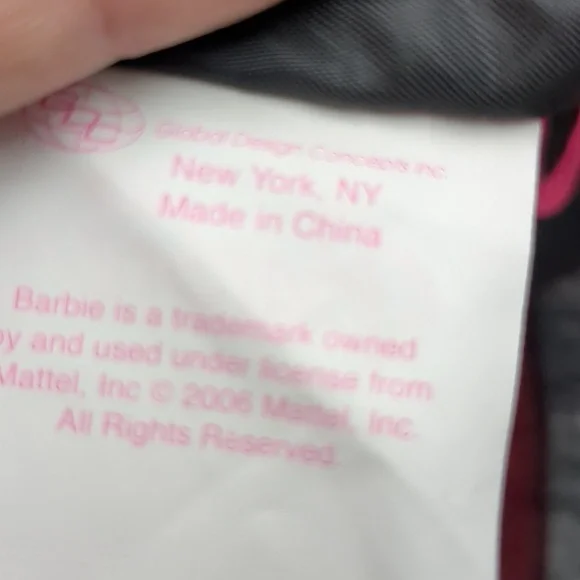 GDC
Global Design Concepts Inc.
New York, NY
Made in China
Barbie is a trademark owned
by and used under license from
Mattel, Inc © 2006 Mattel, Inc.
All Rights Reserved.